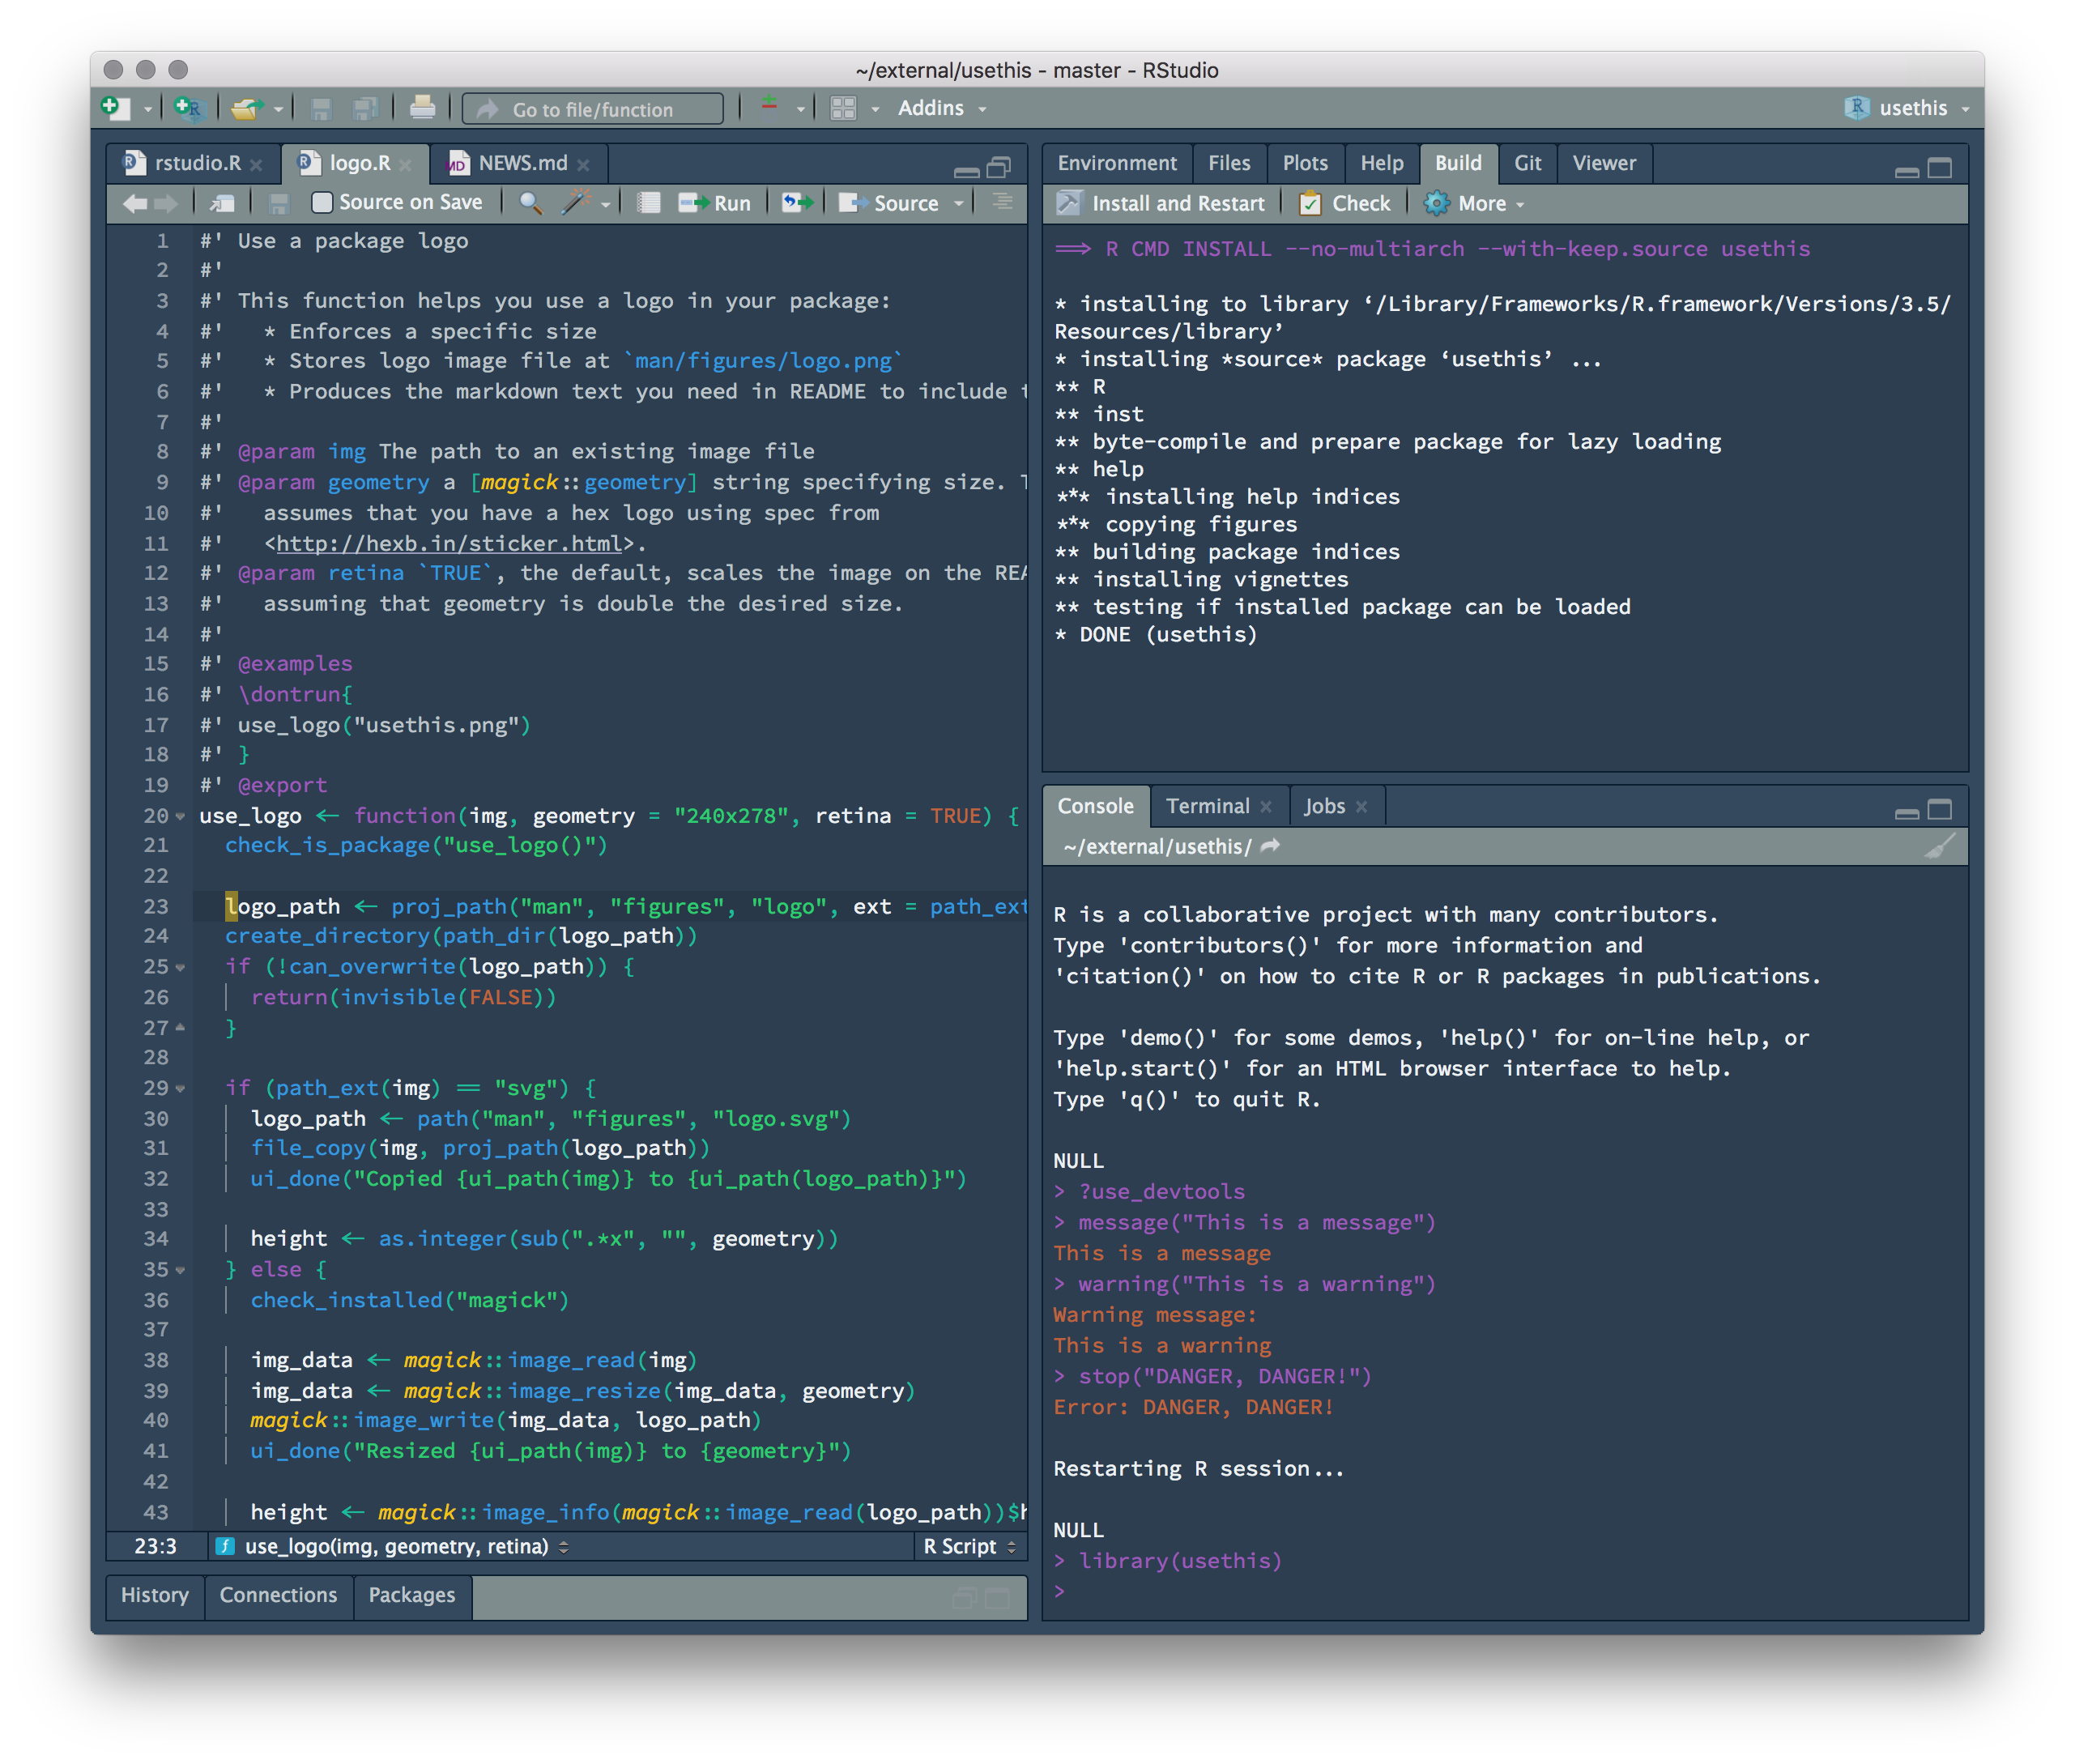 ~/external/usethis - master - RStudio
Go to file/function
Addins
usethis
rstudio.R
logo.R
MD NEWS.md
Source on Save
Run
Source
1 #' Use a package logo
2 #'
3 #' This function helps you use a logo in your package:
4 #'   * Enforces a specific size
5 #'   * Stores logo image file at `man/figures/logo.png`
6 #'   * Produces the markdown text you need in README to include
7 #'
8 #' @param img The path to an existing image file
9 #' @param geometry a [magick::geometry] string specifying size.
10 #'   assumes that you have a hex logo using spec from
11 #'   <http://hexb.in/sticker.html>.
12 #' @param retina `TRUE`, the default, scales the image on the REA
13 #'   assuming that geometry is double the desired size.
14 #'
15 #' @examples
16 #' \dontrun{
17 #' use_logo("usethis.png")
18 #' }
19 #' @export
20 use_logo <- function(img, geometry = "240x278", retina = TRUE) {
21   check_is_package("use_logo()")
22
23   logo_path <- proj_path("man", "figures", "logo", ext = path_ext
24   create_directory(path_dir(logo_path))
25   if (!can_overwrite(logo_path)) {
26     return(invisible(FALSE))
27   }
28
29   if (path_ext(img) == "svg") {
30     logo_path <- path("man", "figures", "logo.svg")
31     file_copy(img, proj_path(logo_path))
32     ui_done("Copied {ui_path(img)} to {ui_path(logo_path)}")
33
34     height <- as.integer(sub(".*x", "", geometry))
35   } else {
36     check_installed("magick")
37
38     img_data <- magick::image_read(img)
39     img_data <- magick::image_resize(img_data, geometry)
40     magick::image_write(img_data, logo_path)
41     ui_done("Resized {ui_path(img)} to {geometry}")
42
43     height <- magick::image_info(magick::image_read(logo_path))$h
23:3
use_logo(img, geometry, retina)
R Script
History
Connections
Packages
Environment
Files
Plots
Help
Build
Git
Viewer
Install and Restart
Check
More
==> R CMD INSTALL --no-multiarch --with-keep.source usethis
* installing to library ‘/Library/Frameworks/R.framework/Versions/3.5/
Resources/library’
* installing *source* package ‘usethis’ ...
** R
** inst
** byte-compile and prepare package for lazy loading
** help
*** installing help indices
*** copying figures
** building package indices
** installing vignettes
** testing if installed package can be loaded
* DONE (usethis)
Console
Terminal
Jobs
~/external/usethis/
R is a collaborative project with many contributors.
Type 'contributors()' for more information and
'citation()' on how to cite R or R packages in publications.
Type 'demo()' for some demos, 'help()' for on-line help, or
'help.start()' for an HTML browser interface to help.
Type 'q()' to quit R.
NULL
> ?use_devtools
> message("This is a message")
This is a message
> warning("This is a warning")
Warning message:
This is a warning
> stop("DANGER, DANGER!")
Error: DANGER, DANGER!
Restarting R session...
NULL
> library(usethis)
>